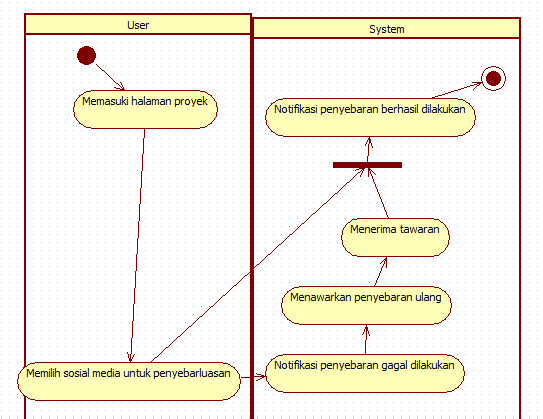 User
System
Memasuki halaman proyek
Notifikasi penyebaran berhasil dilakukan
Menerima tawaran
Menawarkan penyebaran ulang
Memilih sosial media untuk penyebarluasan
Notifikasi penyebaran gagal dilakukan